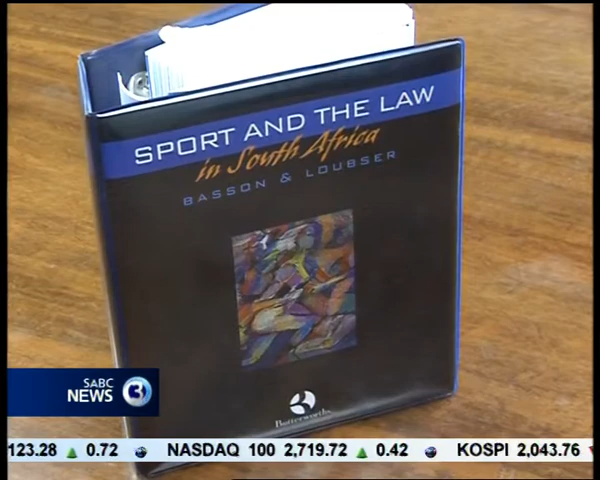 SPORT AND THE LAW
in South Africa
BASSON & LOUBSER
Butterworths
SABC
NEWS 3
123.28 ▲ 0.72 NASDAQ 100 2,719.72 ▲ 0.42 KOSPI 2,043.76